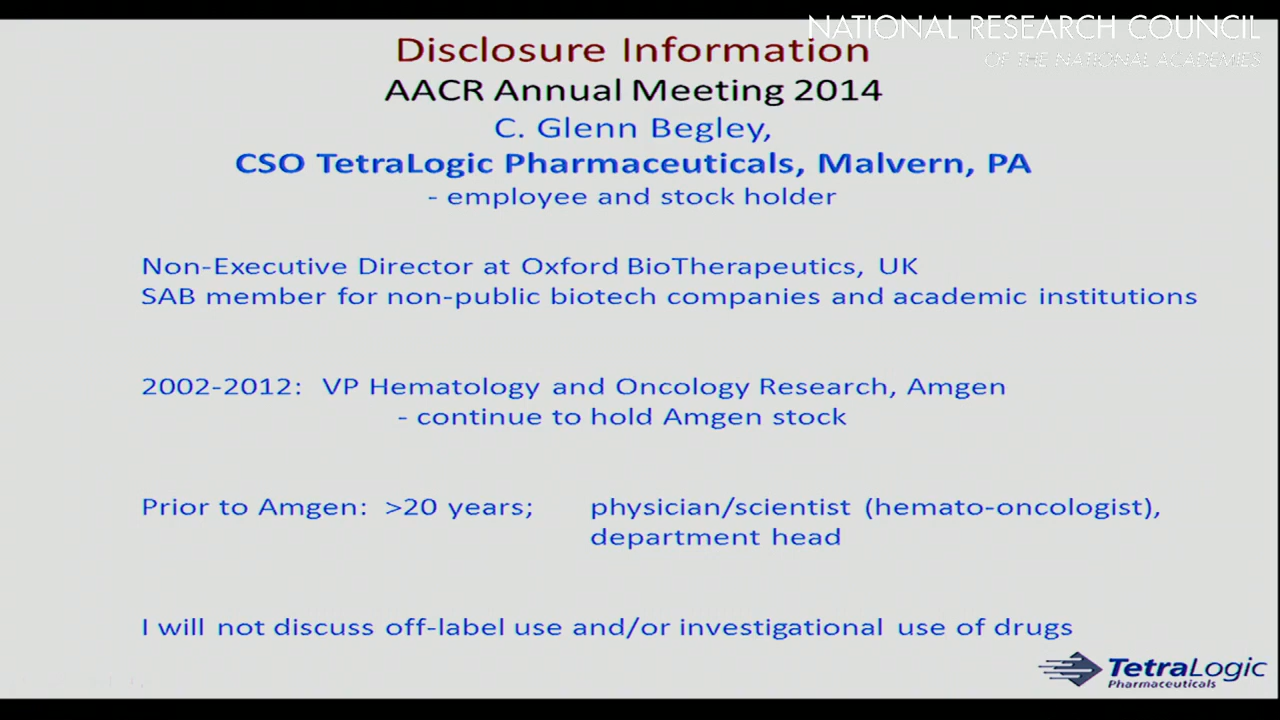 NATIONAL RESEARCH COUNCIL
OF THE NATIONAL ACADEMIES
Disclosure Information
AACR Annual Meeting 2014
C. Glenn Begley,
CSO TetraLogic Pharmaceuticals, Malvern, PA
- employee and stock holder
Non-Executive Director at Oxford BioTherapeutics, UK
SAB member for non-public biotech companies and academic institutions
2002-2012: VP Hematology and Oncology Research, Amgen
- continue to hold Amgen stock
Prior to Amgen: >20 years; physician/scientist (hemato-oncologist),
department head
I will not discuss off-label use and/or investigational use of drugs
TetraLogic
Pharmaceuticals